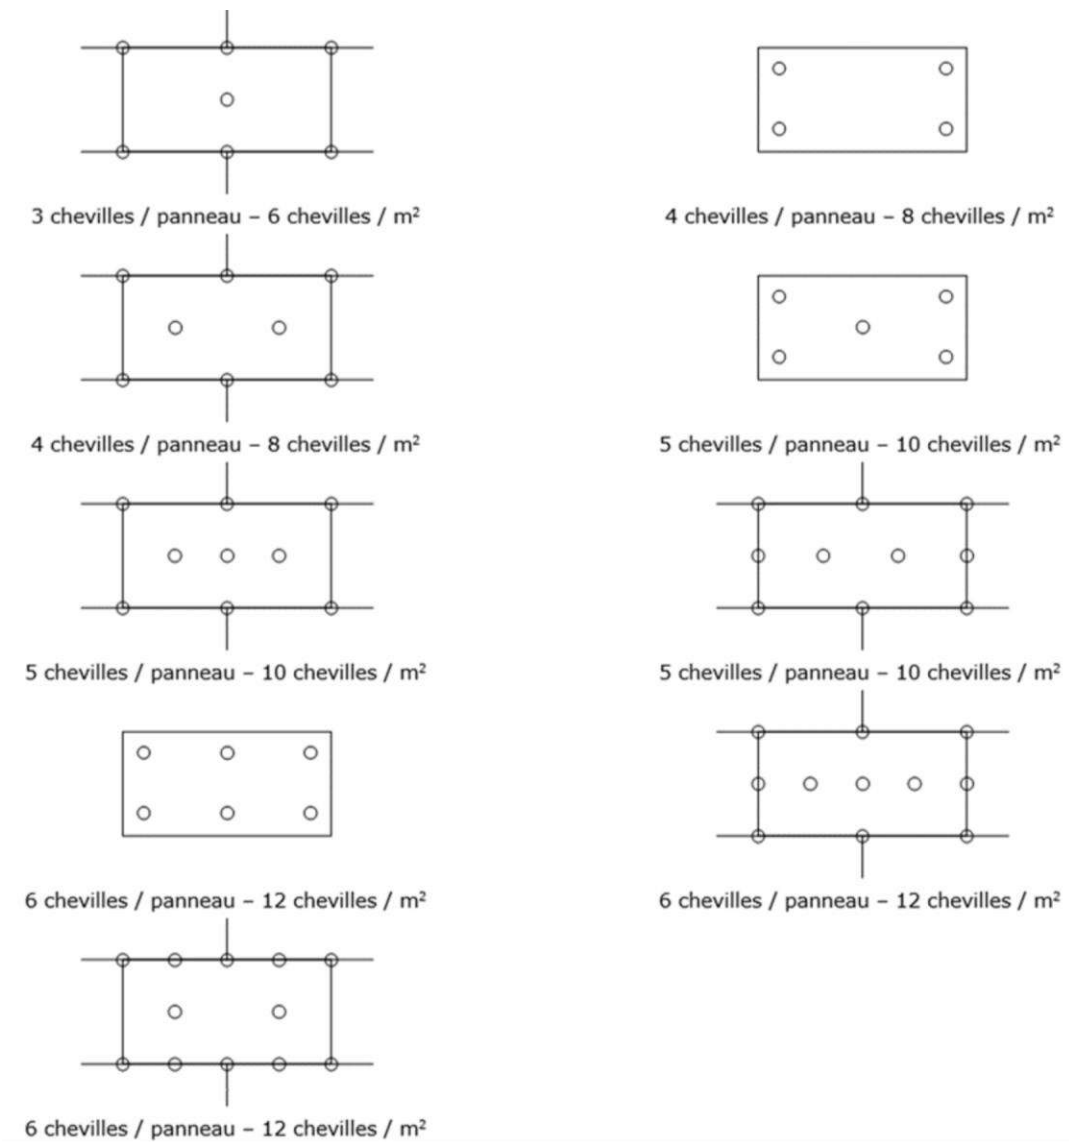 3 chevilles / panneau – 6 chevilles / m²
4 chevilles / panneau – 8 chevilles / m²
4 chevilles / panneau – 8 chevilles / m²
5 chevilles / panneau – 10 chevilles / m²
5 chevilles / panneau – 10 chevilles / m²
5 chevilles / panneau – 10 chevilles / m²
6 chevilles / panneau – 12 chevilles / m²
6 chevilles / panneau – 12 chevilles / m²
6 chevilles / panneau – 12 chevilles / m²